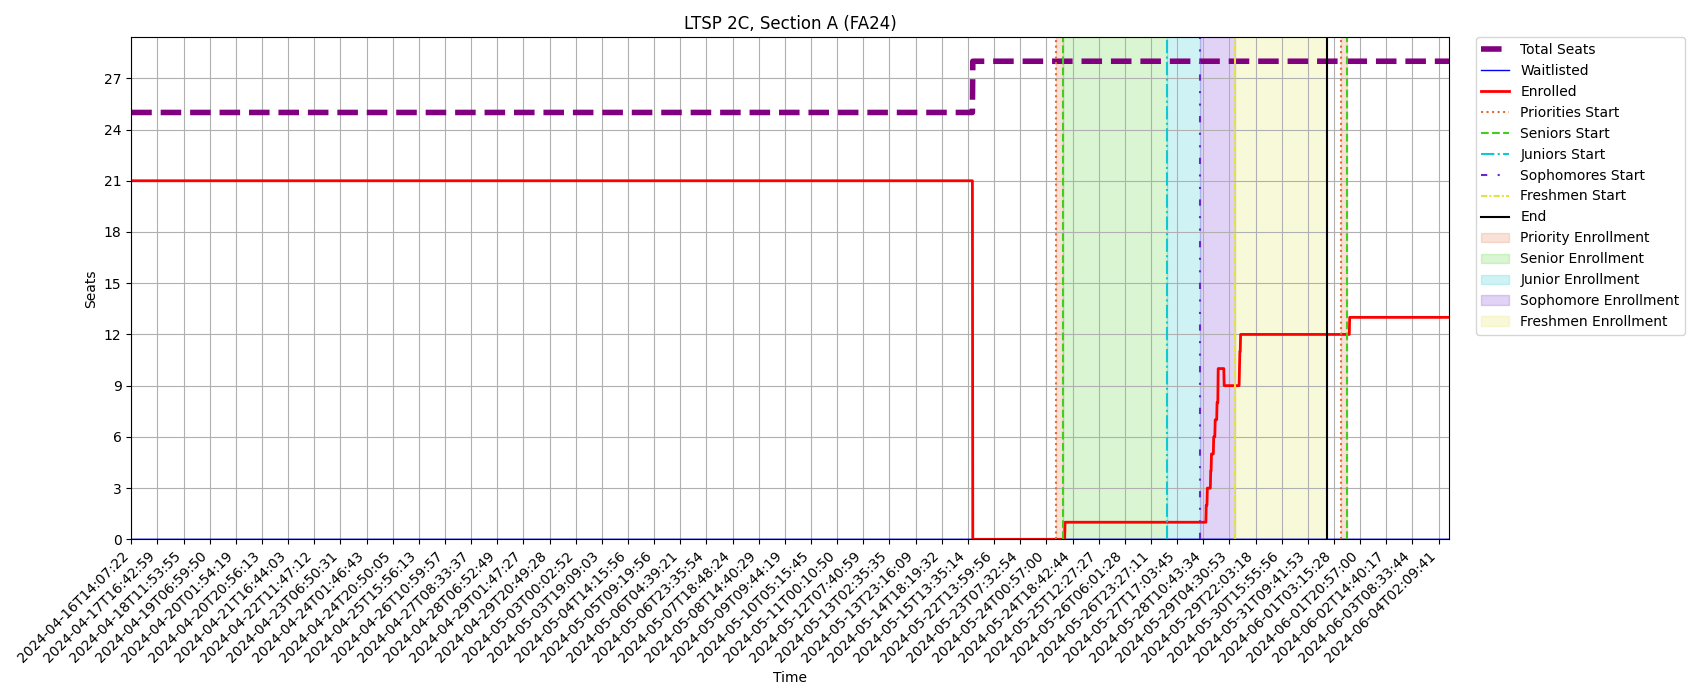 LTSP 2C, Section A (FA24)
Total Seats
Waitlisted
Enrolled
Priorities Start
Seniors Start
Juniors Start
Sophomores Start
Freshmen Start
End
Priority Enrollment
Senior Enrollment
Junior Enrollment
Sophomore Enrollment
Freshmen Enrollment
Seats
27
24
21
18
15
12
9
6
3
0
2024-04-16T14:07:22
2024-04-17T16:42:59
2024-04-18T11:53:55
2024-04-19T06:59:50
2024-04-20T01:54:19
2024-04-20T20:56:13
2024-04-21T16:44:03
2024-04-22T11:47:12
2024-04-23T06:50:31
2024-04-24T01:46:43
2024-04-24T20:50:05
2024-04-25T15:56:13
2024-04-26T10:59:57
2024-04-27T08:33:37
2024-04-28T06:52:49
2024-04-29T01:47:27
2024-04-29T20:49:28
2024-05-03T00:02:52
2024-05-03T19:09:03
2024-05-04T14:15:56
2024-05-05T09:19:56
2024-05-06T04:39:21
2024-05-06T23:35:54
2024-05-07T18:48:24
2024-05-08T14:40:29
2024-05-09T09:44:19
2024-05-10T05:15:45
2024-05-11T00:10:50
2024-05-12T07:40:59
2024-05-13T02:35:35
2024-05-13T23:16:09
2024-05-14T18:19:32
2024-05-15T13:35:14
2024-05-22T13:59:56
2024-05-23T07:32:54
2024-05-24T00:57:00
2024-05-24T18:42:44
2024-05-25T12:27:27
2024-05-26T06:01:28
2024-05-26T23:27:11
2024-05-27T17:03:45
2024-05-28T10:43:34
2024-05-29T04:30:53
2024-05-29T22:03:18
2024-05-30T15:55:56
2024-05-31T09:41:53
2024-06-01T03:15:28
2024-06-01T20:57:00
2024-06-02T14:40:17
2024-06-03T08:33:44
2024-06-04T02:09:41
Time